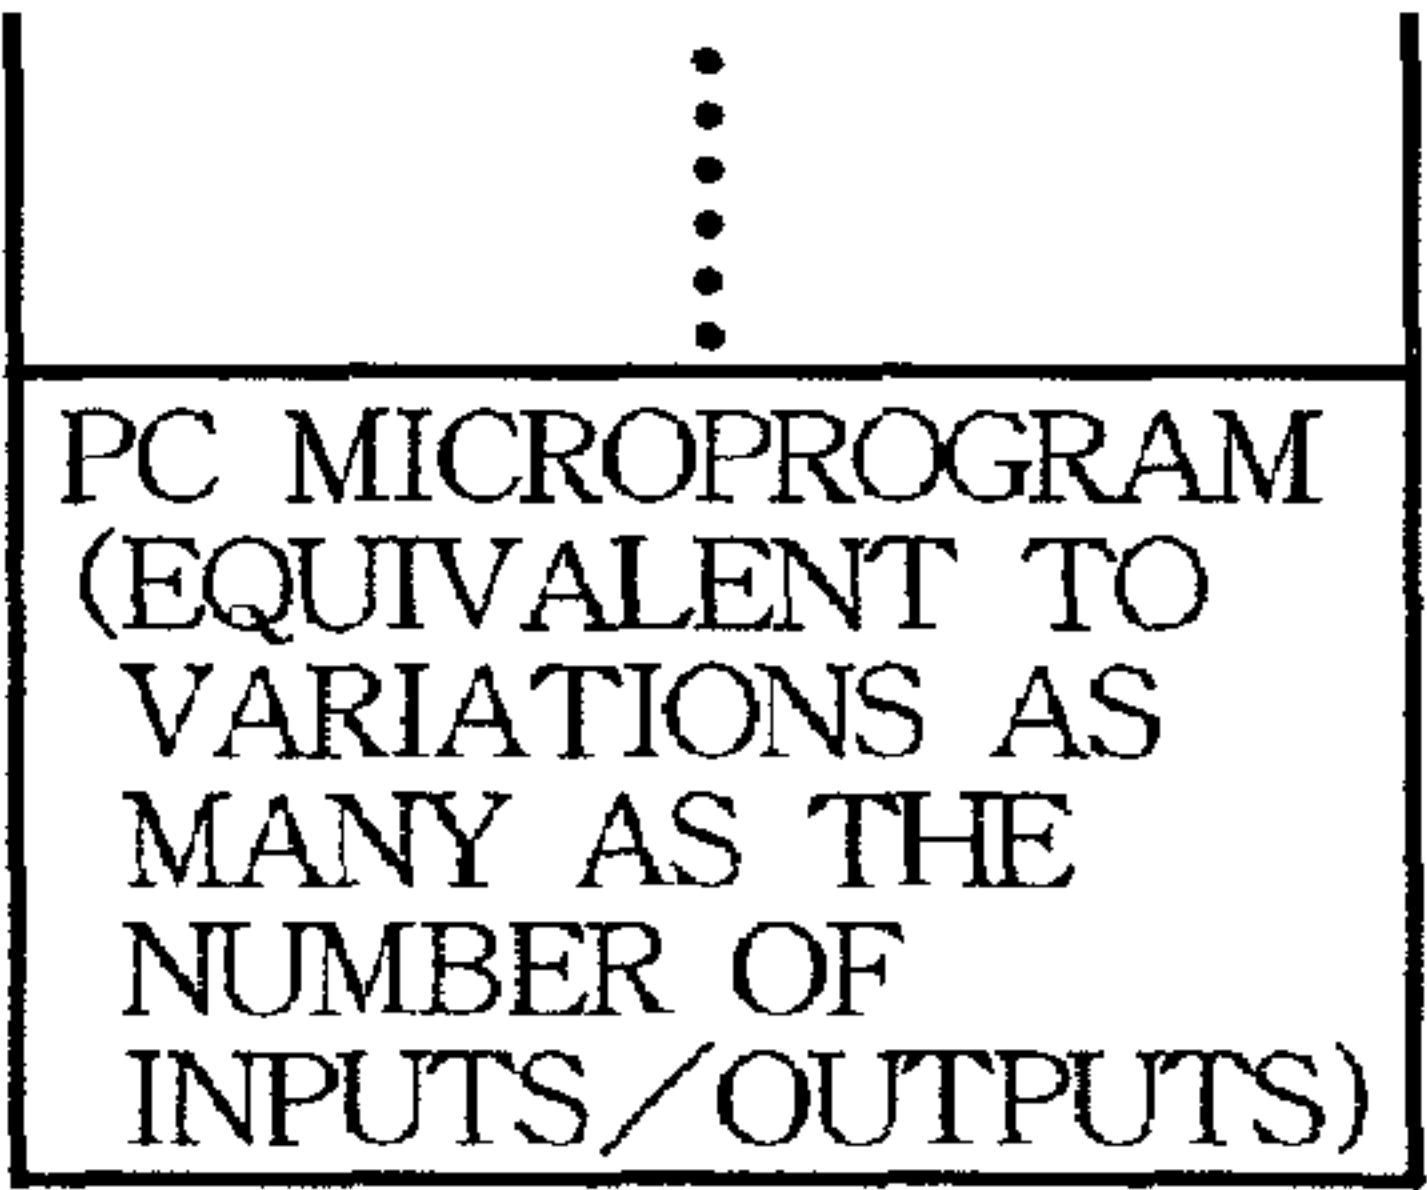 PC MICROPROGRAM
(EQUIVALENT TO
VARIATIONS AS
MANY AS THE
NUMBER OF
INPUTS/OUTPUTS)